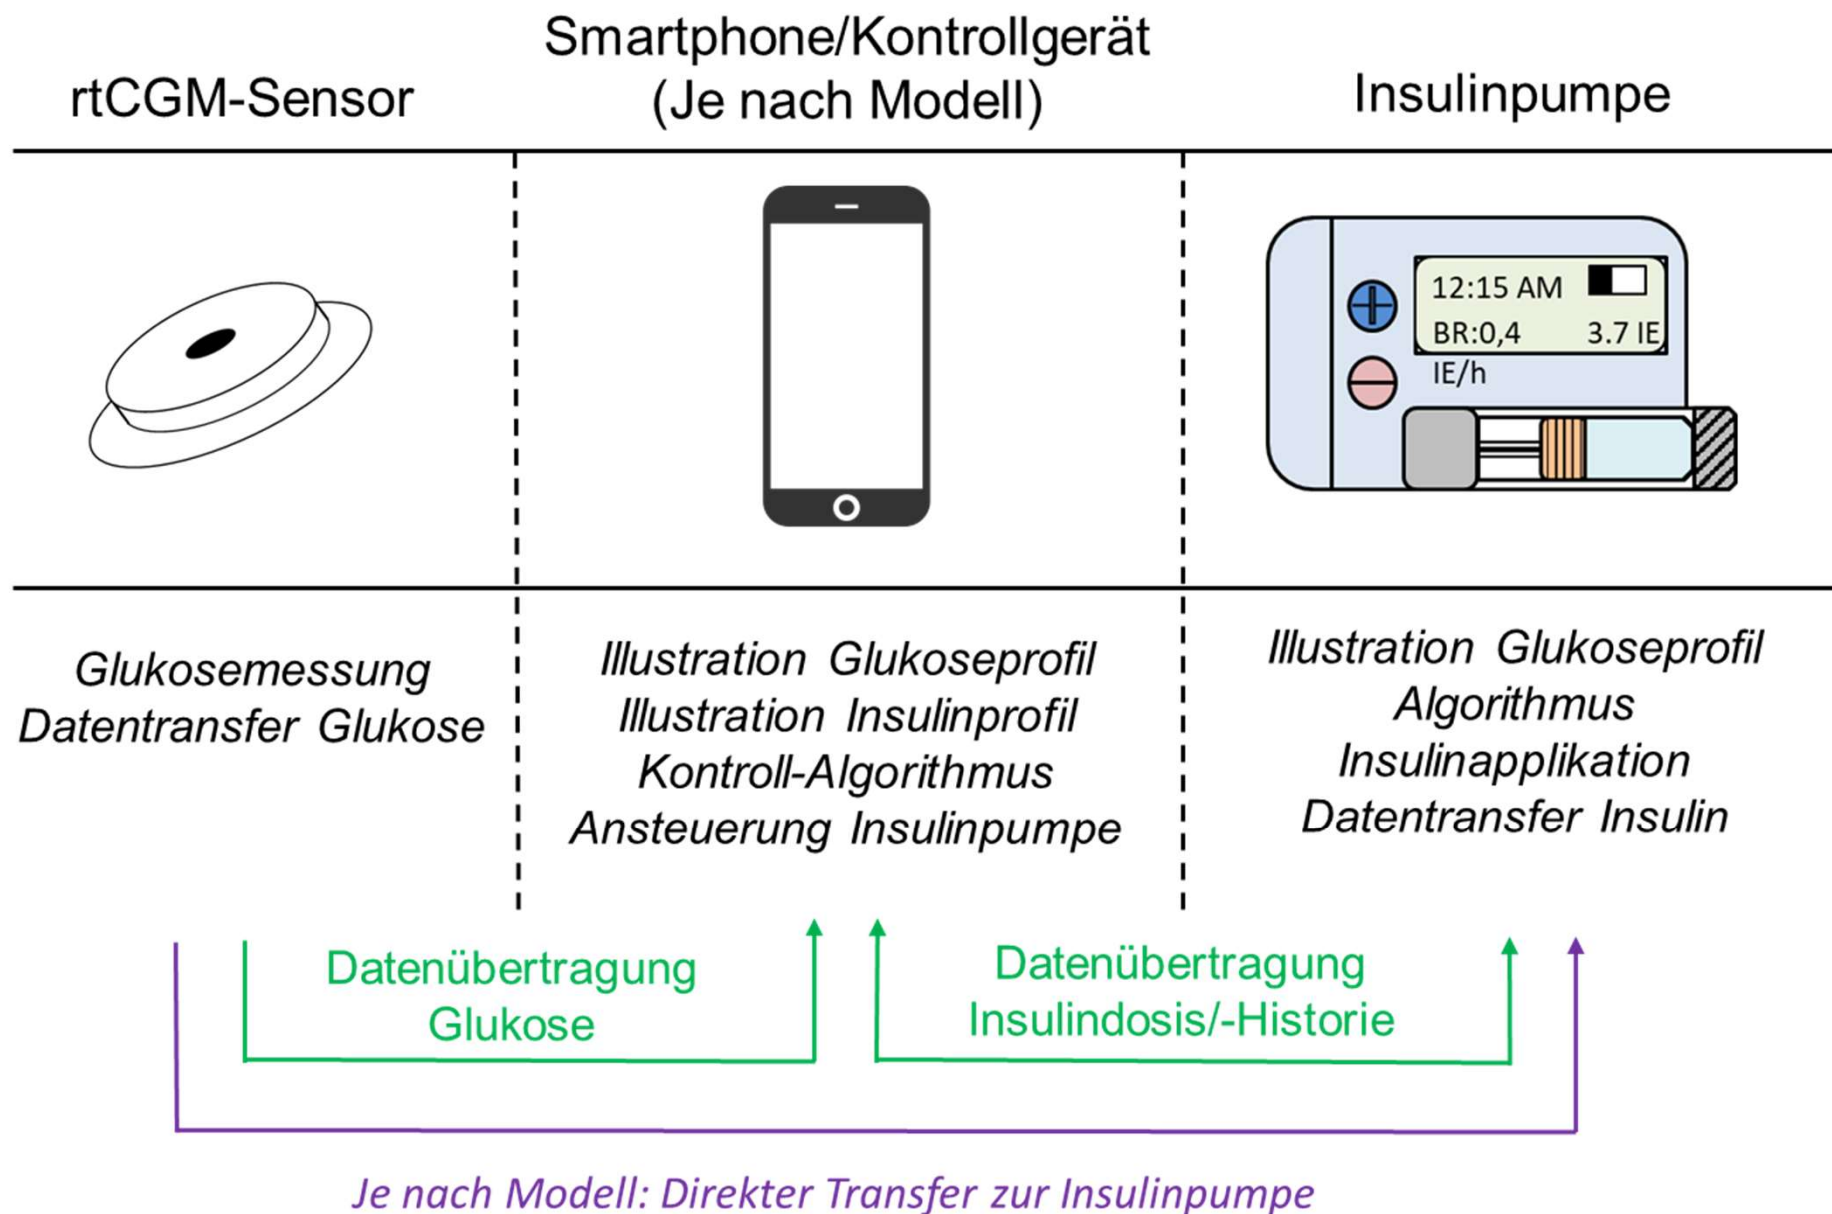 rtCGM-Sensor
Smartphone/Kontrollgerät
(Je nach Modell)
Insulinpumpe
12:15 AM
BR:0,4 3.7 IE
IE/h
Glukosemessung
Datentransfer Glukose
Illustration Glukoseprofil
Illustration Insulinprofil
Kontroll-Algorithmus
Ansteuerung Insulinpumpe
Illustration Glukoseprofil
Algorithmus
Insulinapplikation
Datentransfer Insulin
Datenübertragung
Glukose
Datenübertragung
Insulindosis/-Historie
Je nach Modell: Direkter Transfer zur Insulinpumpe